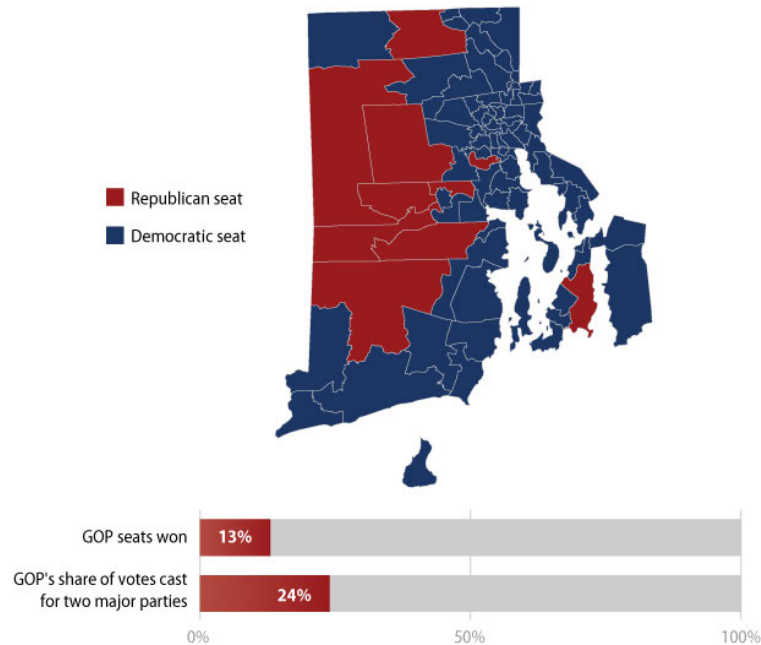 Republican seat
Democratic seat
GOP seats won
13%
GOP's share of votes cast
for two major parties
24%
0%
50%
100%